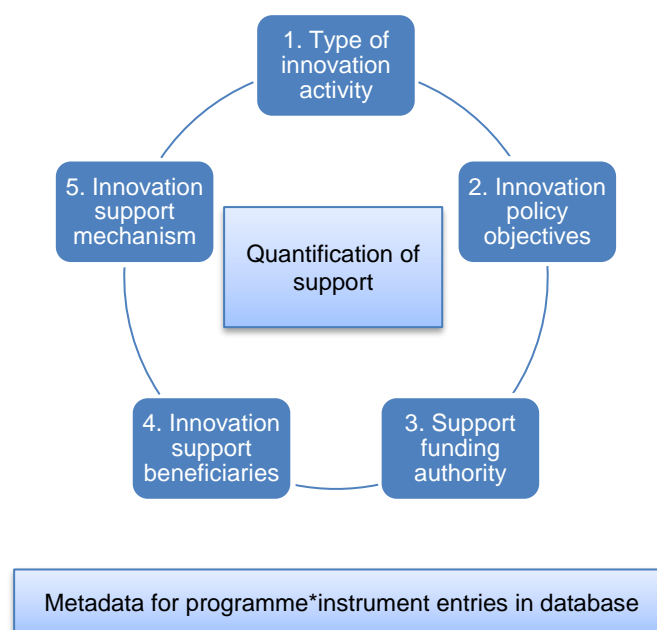 1. Type of
innovation
activity
5. Innovation
support
mechanism
2. Innovation
policy
objectives
Quantification of
support
4. Innovation
support
beneficiaries
3. Support
funding
authority
Metadata for programme*instrument entries in database